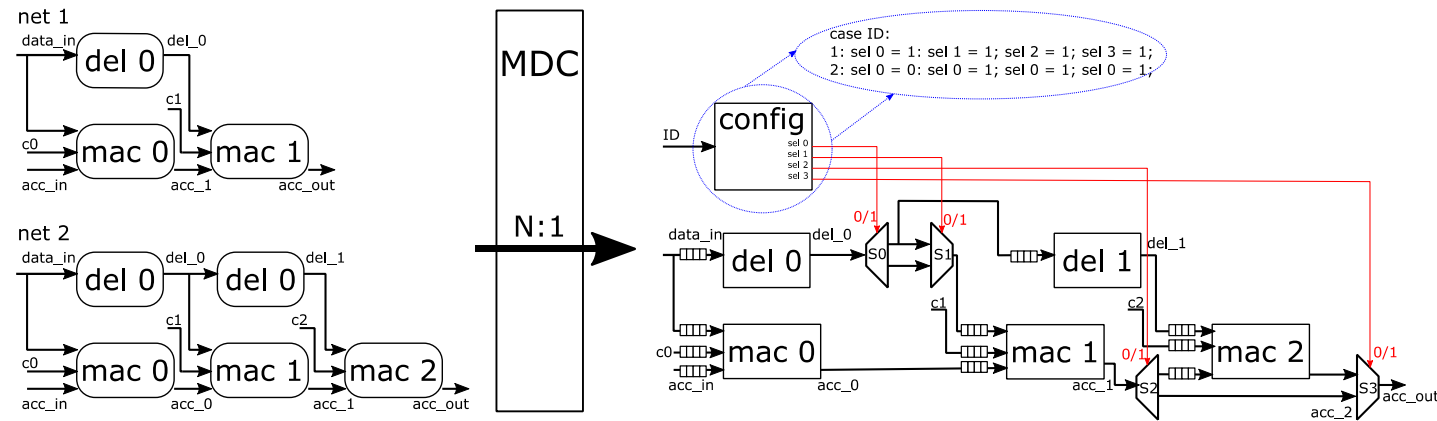 net 1
data_in
del_0
del 0
c1
c0
mac 0
mac 1
acc_in
acc_1
acc_out
net 2
data_in
del_0
del_1
del 0
del 0
c1
c2
c0
mac 0
mac 1
mac 2
acc_in
acc_0
acc_1
acc_out
MDC
N:1
case ID:
1: sel 0 = 1: sel 1 = 1; sel 2 = 1; sel 3 = 1;
2: sel 0 = 0: sel 0 = 1; sel 0 = 1; sel 0 = 1;
config
ID
sel 0
sel 1
sel 2
sel 3
0/1
0/1
data_in
del_0
del_1
del 0
S0
S1
del 1
c1
c2
c0
mac 0
mac 1
mac 2
0/1
0/1
acc_in
acc_0
acc_1
S2
S3
acc_2
acc_out